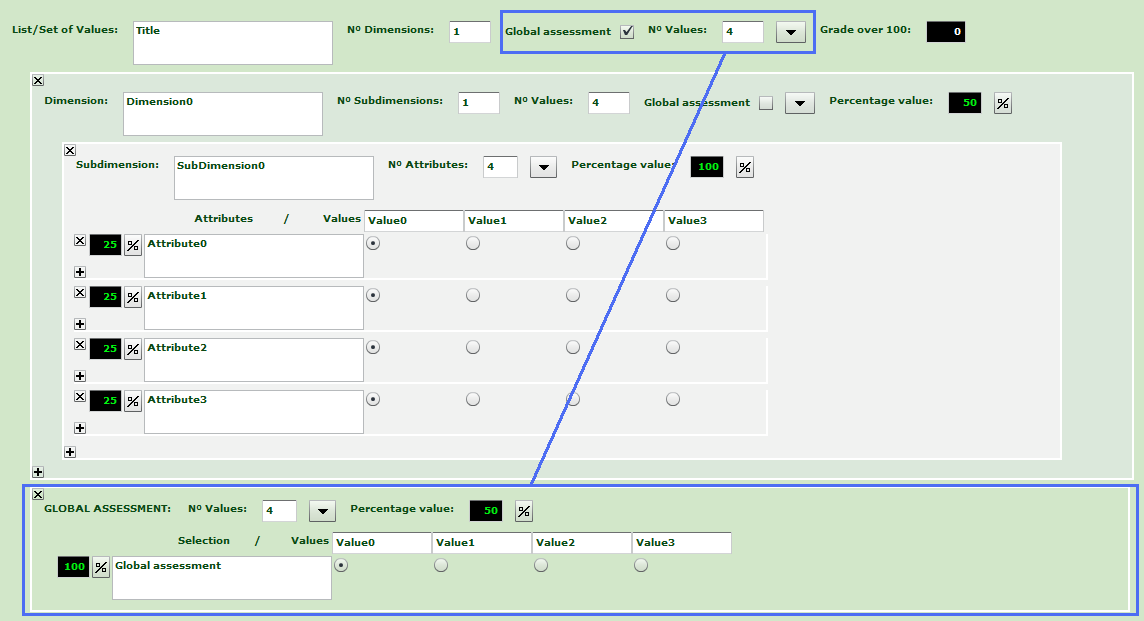 List/Set of Values: Title Nº Dimensions: 1 Global assessment Nº Values: 4 Grade over 100: 0
Dimension: Dimension0 Nº Subdimensions: 1 Nº Values: 4 Global assessment Percentage value: 50 %
Subdimension: SubDimension0 Nº Attributes: 4 Percentage value: 100 %
Attributes / Values Value0 Value1 Value2 Value3
25 % Attribute0
25 % Attribute1
25 % Attribute2
25 % Attribute3
GLOBAL ASSESSMENT: Nº Values: 4 Percentage value: 50 %
Selection / Values Value0 Value1 Value2 Value3
100 % Global assessment